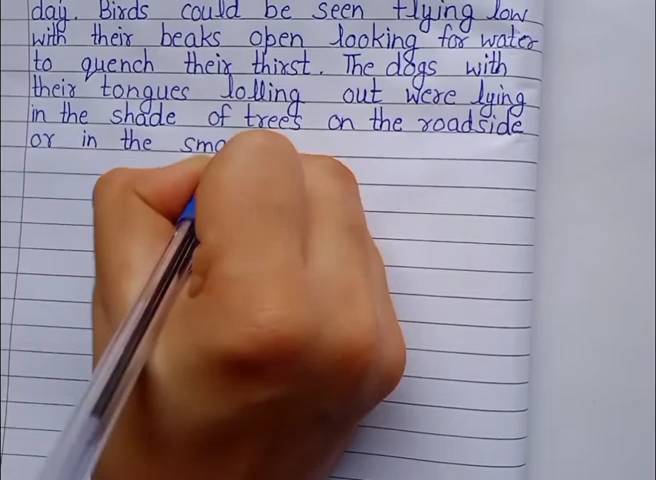 day. Birds could be seen flying low
with their beaks open looking for water
to quench their thirst. The dogs with
their tongues lolling out were lying
in the shade of trees on the roadside
or in the sma